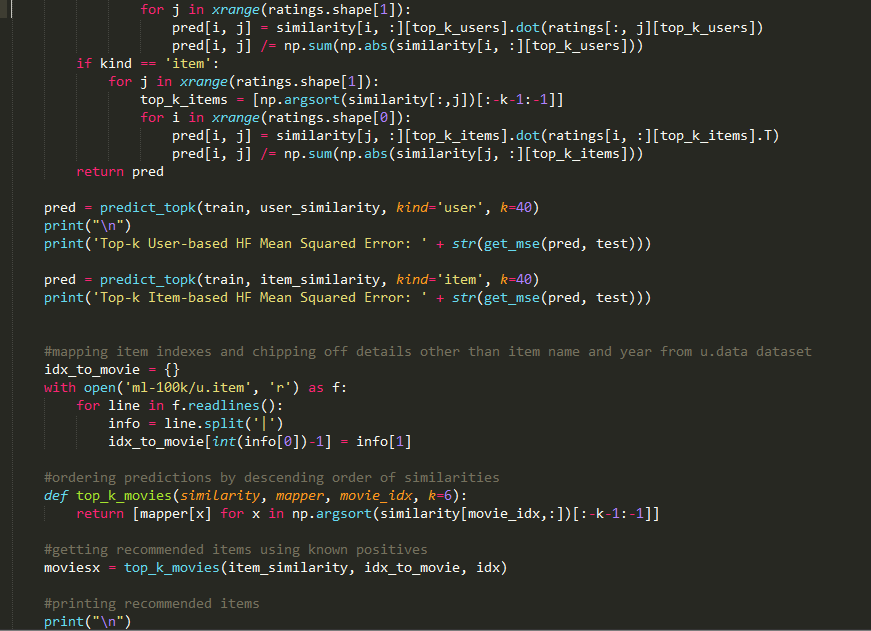 for j in xrange(ratings.shape[1]):
pred[i, j] = similarity[i, :][top_k_users].dot(ratings[:, j][top_k_users])
pred[i, j] /= np.sum(np.abs(similarity[i, :][top_k_users]))
if kind == 'item':
for j in xrange(ratings.shape[1]):
top_k_items = [np.argsort(similarity[:,j])[:-k-1:-1]]
for i in xrange(ratings.shape[0]):
pred[i, j] = similarity[j, :][top_k_items].dot(ratings[i, :][top_k_items].T)
pred[i, j] /= np.sum(np.abs(similarity[j, :][top_k_items]))
return pred
pred = predict_topk(train, user_similarity, kind='user', k=40)
print("\n")
print('Top-k User-based HF Mean Squared Error: ' + str(get_mse(pred, test)))
pred = predict_topk(train, item_similarity, kind='item', k=40)
print('Top-k Item-based HF Mean Squared Error: ' + str(get_mse(pred, test)))
#mapping item indexes and chipping off details other than item name and year from u.data dataset
idx_to_movie = {}
with open('ml-100k/u.item', 'r') as f:
for line in f.readlines():
info = line.split('|')
idx_to_movie[int(info[0])-1] = info[1]
#ordering predictions by descending order of similarities
def top_k_movies(similarity, mapper, movie_idx, k=6):
return [mapper[x] for x in np.argsort(similarity[movie_idx,:])[:-k-1:-1]]
#getting recommended items using known positives
moviesx = top_k_movies(item_similarity, idx_to_movie, idx)
#printing recommended items
print("\n")